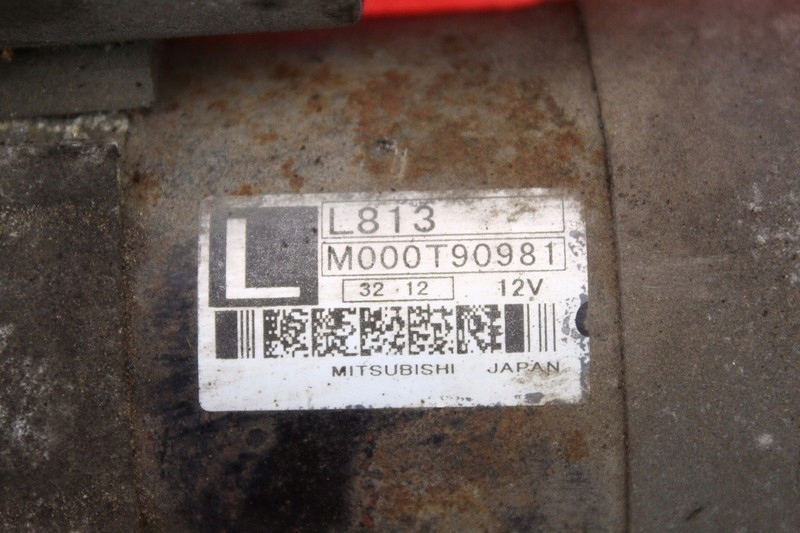 L
L813
M000T90981
32 12 12V
MITSUBISHI JAPAN